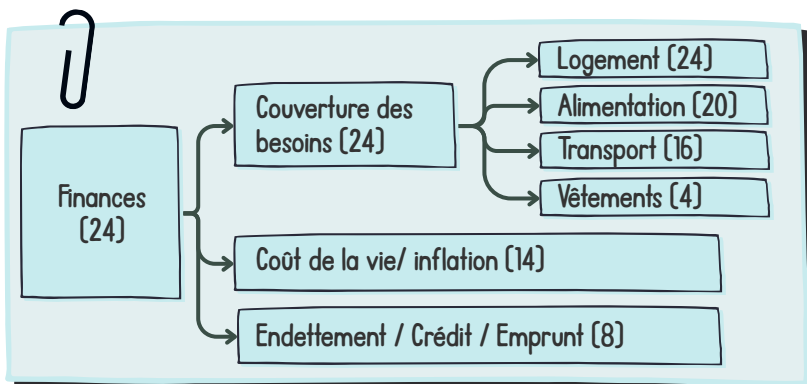 Finances
(24)
Couverture des
besoins (24)
Logement (24)
Alimentation (20)
Transport (16)
Vêtements (4)
Coût de la vie/ inflation (14)
Endettement / Crédit / Emprunt (8)